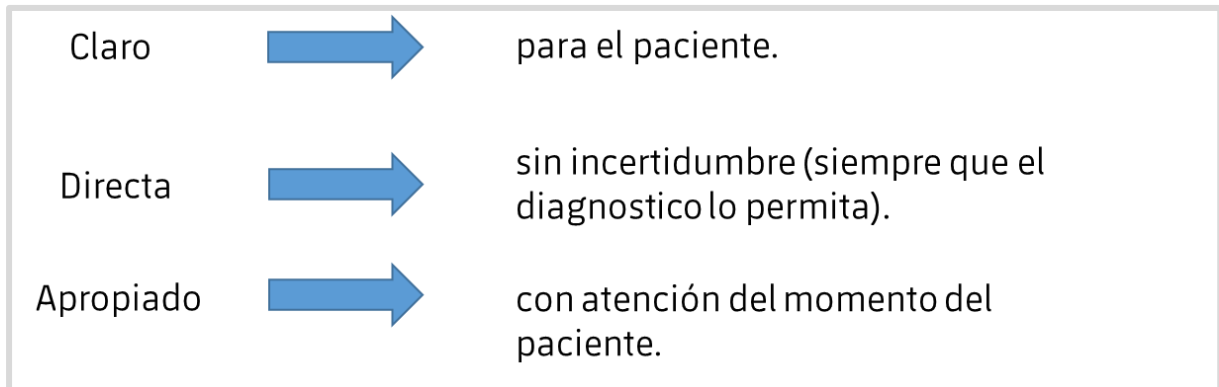 Claro
para el paciente.
Directa
sin incertidumbre (siempre que el
diagnostico lo permita).
Apropiado
con atención del momento del
paciente.